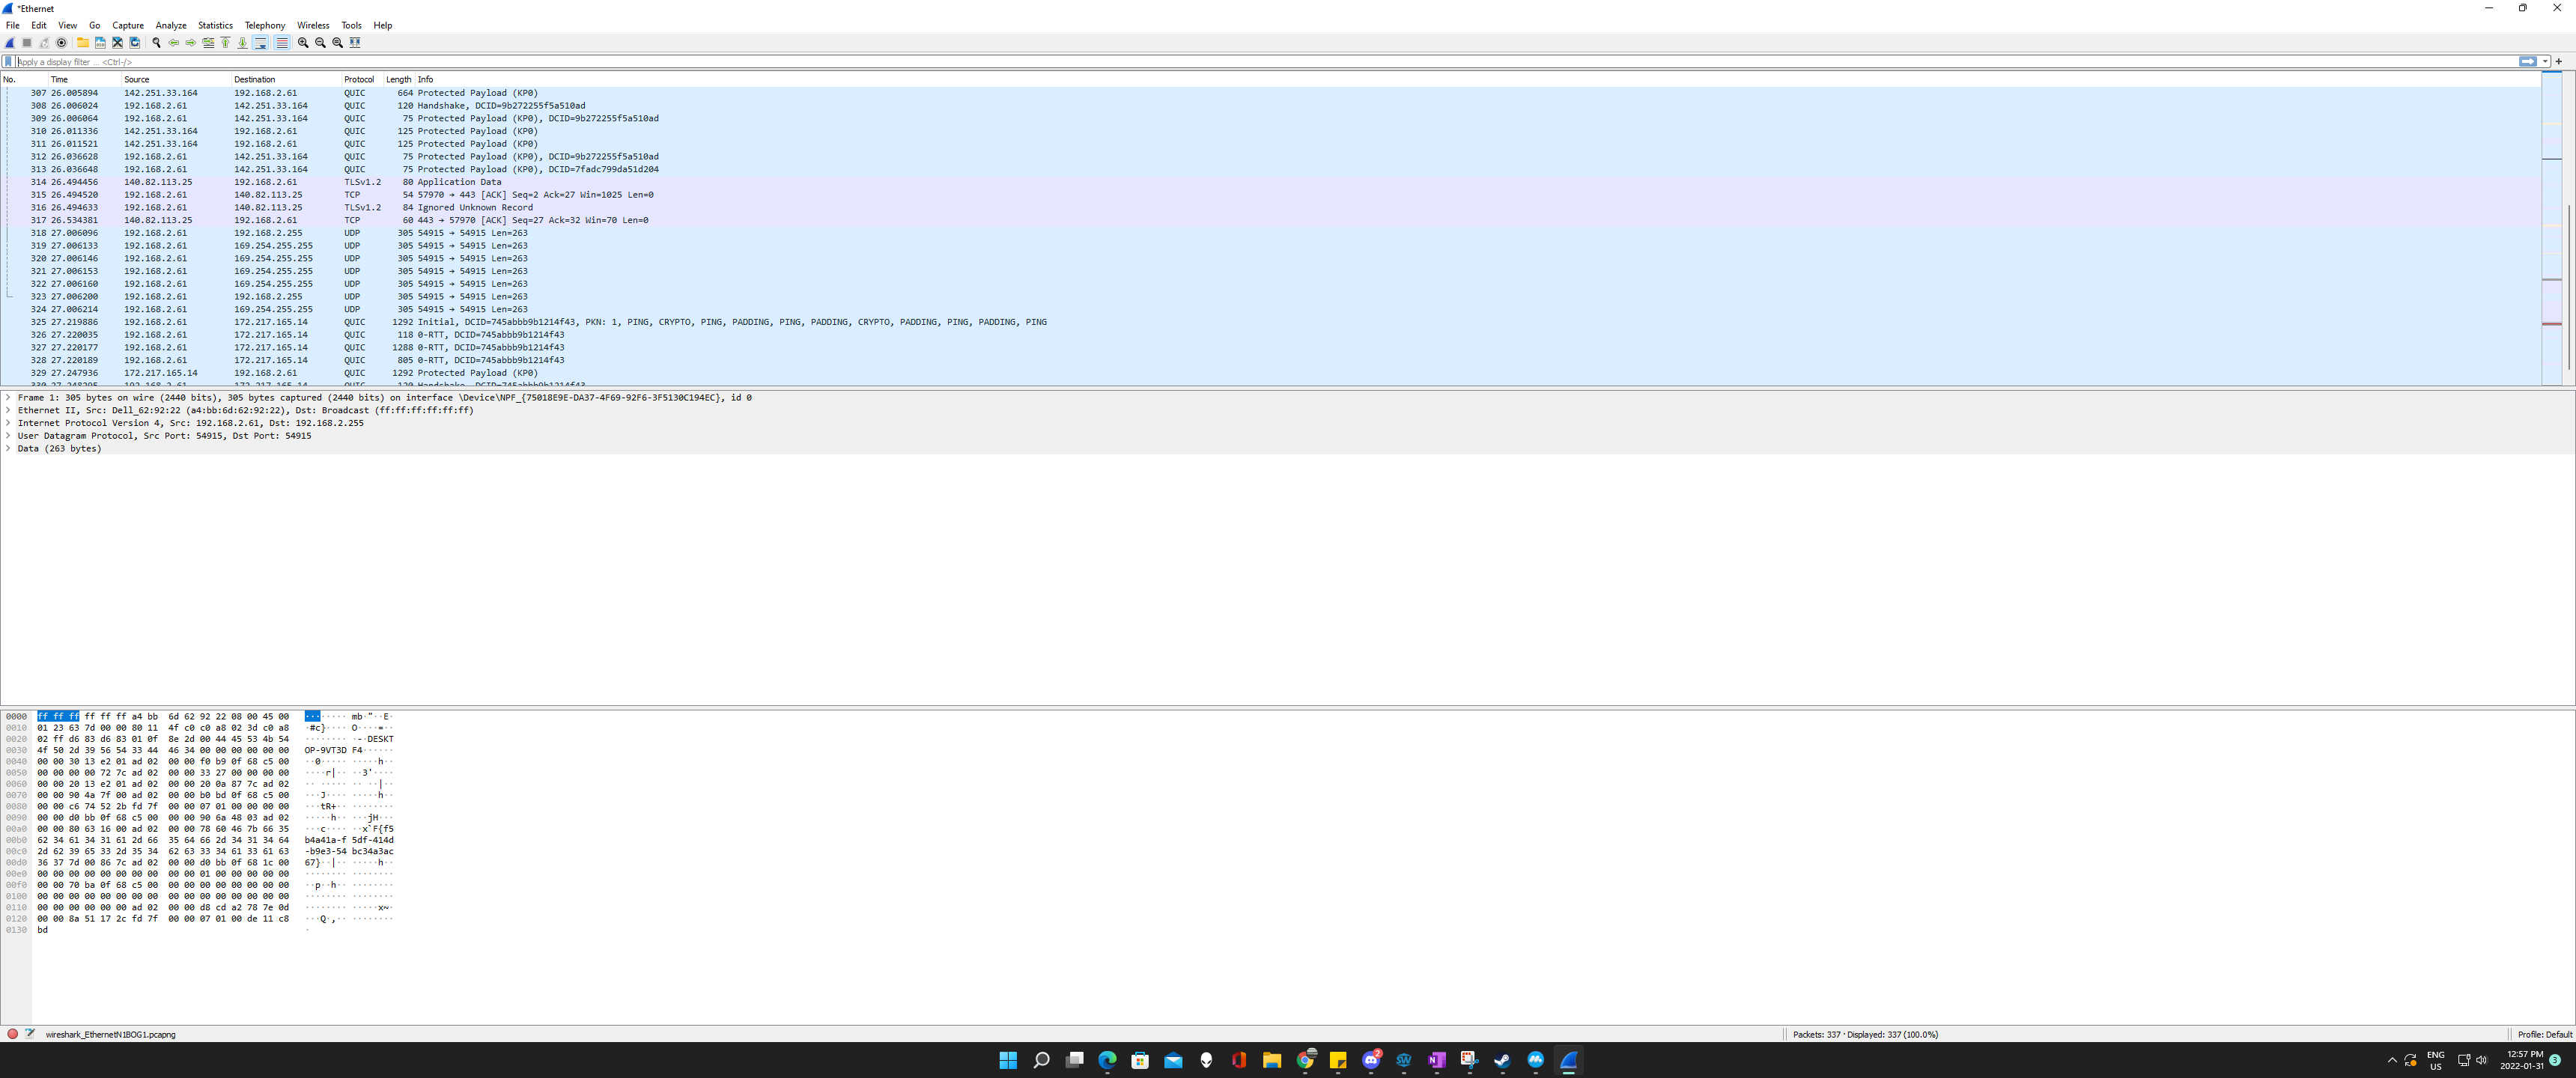 *Ethernet
File Edit View Go Capture Analyze Statistics Telephony Wireless Tools Help
Apply a display filter ... <Ctrl-/>
No. Time Source Destination Protocol Length Info
307 26.005894 142.251.33.164 192.168.2.61 QUIC 664 Protected Payload (KP0)
308 26.006024 192.168.2.61 142.251.33.164 QUIC 120 Handshake, DCID=9b272255f5a510ad
309 26.006064 192.168.2.61 142.251.33.164 QUIC 75 Protected Payload (KP0), DCID=9b272255f5a510ad
310 26.011336 142.251.33.164 192.168.2.61 QUIC 125 Protected Payload (KP0)
311 26.011521 142.251.33.164 192.168.2.61 QUIC 125 Protected Payload (KP0)
312 26.036628 192.168.2.61 142.251.33.164 QUIC 75 Protected Payload (KP0), DCID=9b272255f5a510ad
313 26.036648 192.168.2.61 142.251.33.164 QUIC 75 Protected Payload (KP0), DCID=7fadc799da51d204
314 26.494456 140.82.113.25 192.168.2.61 TLSv1.2 80 Application Data
315 26.494520 192.168.2.61 140.82.113.25 TCP 54 57970 → 443 [ACK] Seq=2 Ack=27 Win=1025 Len=0
316 26.494633 192.168.2.61 140.82.113.25 TLSv1.2 84 Ignored Unknown Record
317 26.534381 140.82.113.25 192.168.2.61 TCP 60 443 → 57970 [ACK] Seq=27 Ack=32 Win=70 Len=0
318 27.006096 192.168.2.61 192.168.2.255 UDP 305 54915 → 54915 Len=263
319 27.006133 192.168.2.61 169.254.255.255 UDP 305 54915 → 54915 Len=263
320 27.006146 192.168.2.61 169.254.255.255 UDP 305 54915 → 54915 Len=263
321 27.006153 192.168.2.61 169.254.255.255 UDP 305 54915 → 54915 Len=263
322 27.006160 192.168.2.61 169.254.255.255 UDP 305 54915 → 54915 Len=263
323 27.006200 192.168.2.61 192.168.2.255 UDP 305 54915 → 54915 Len=263
324 27.006214 192.168.2.61 169.254.255.255 UDP 305 54915 → 54915 Len=263
325 27.219886 192.168.2.61 172.217.165.14 QUIC 1292 Initial, DCID=745abbb9b1214f43, PKN: 1, PING, CRYPTO, PING, PADDING, PING, PADDING, CRYPTO, PADDING, PING, PADDING, PING
326 27.220035 192.168.2.61 172.217.165.14 QUIC 118 0-RTT, DCID=745abbb9b1214f43
327 27.220177 192.168.2.61 172.217.165.14 QUIC 1288 0-RTT, DCID=745abbb9b1214f43
328 27.220189 192.168.2.61 172.217.165.14 QUIC 805 0-RTT, DCID=745abbb9b1214f43
329 27.247936 172.217.165.14 192.168.2.61 QUIC 1292 Protected Payload (KP0)
330 27.248295 192.168.2.61 172.217.165.14 QUIC 120 Handshake, DCID=745abbb9b1214f43
Frame 1: 305 bytes on wire (2440 bits), 305 bytes captured (2440 bits) on interface \Device\NPF_{75018E9E-DA37-4F69-92F6-3F5130C194EC}, id 0
Ethernet II, Src: Dell_62:92:22 (a4:bb:6d:62:92:22), Dst: Broadcast (ff:ff:ff:ff:ff:ff)
Internet Protocol Version 4, Src: 192.168.2.61, Dst: 192.168.2.255
User Datagram Protocol, Src Port: 54915, Dst Port: 54915
Data (263 bytes)
0000 ff ff ff ff ff ff a4 bb 6d 62 92 22 08 00 45 00 ········ mb·"··E·
0010 01 23 63 7d 00 00 80 11 4f c0 c0 a8 02 3d c0 a8 ·#c}···· O····=··
0020 02 ff d6 83 d6 83 01 0f 8e 2d 00 44 45 53 4b 54 ········ ·-·DESKT
0030 4f 50 2d 39 56 54 33 44 46 34 00 00 00 00 00 00 OP-9VT3D F4······
0040 00 00 30 13 e2 01 ad 02 00 00 f0 b9 0f 68 c5 00 ··0····· ·····h··
0050 00 00 00 00 72 7c ad 02 00 00 33 27 00 00 00 00 ····r|·· ··3'····
0060 00 00 20 13 e2 01 ad 02 00 00 20 0a 87 7c ad 02 ·· ····· ·· ··|··
0070 00 00 90 4a 7f 00 ad 02 00 00 b0 bd 0f 68 c5 00 ···J···· ·····h··
0080 00 00 c6 74 52 2b fd 7f 00 00 07 01 00 00 00 00 ···tR+·· ········
0090 00 00 d0 bb 0f 68 c5 00 00 00 90 6a 48 03 ad 02 ·····h·· ···jH···
00a0 00 00 80 63 16 00 ad 02 00 00 78 60 46 7b 66 35 ···c···· ··x`F{f5
00b0 62 34 61 34 31 61 2d 66 35 64 66 2d 34 31 34 64 b4a41a-f 5df-414d
00c0 2d 62 39 65 33 2d 35 34 62 63 33 34 61 33 61 63 -b9e3-54 bc34a3ac
00d0 36 37 7d 00 86 7c ad 02 00 00 d0 bb 0f 68 1c 00 67}··|·· ·····h··
00e0 00 00 00 00 00 00 00 00 00 00 01 00 00 00 00 00 ········ ········
00f0 00 00 70 ba 0f 68 c5 00 00 00 00 00 00 00 00 00 ··p··h·· ········
0100 00 00 00 00 00 00 00 00 00 00 00 00 00 00 00 00 ········ ········
0110 00 00 00 00 00 00 ad 02 00 00 d8 cd a2 78 7e 0d ········ ·····x~·
0120 00 00 8a 51 17 2c fd 7f 00 00 07 01 00 de 11 c8 ···Q·,·· ········
0130 bd ·
wireshark_EthernetN1BOG1.pcapng Packets: 337 · Displayed: 337 (100.0%) Profile: Default
2
ENG
US
12:57 PM
2022-01-31
3